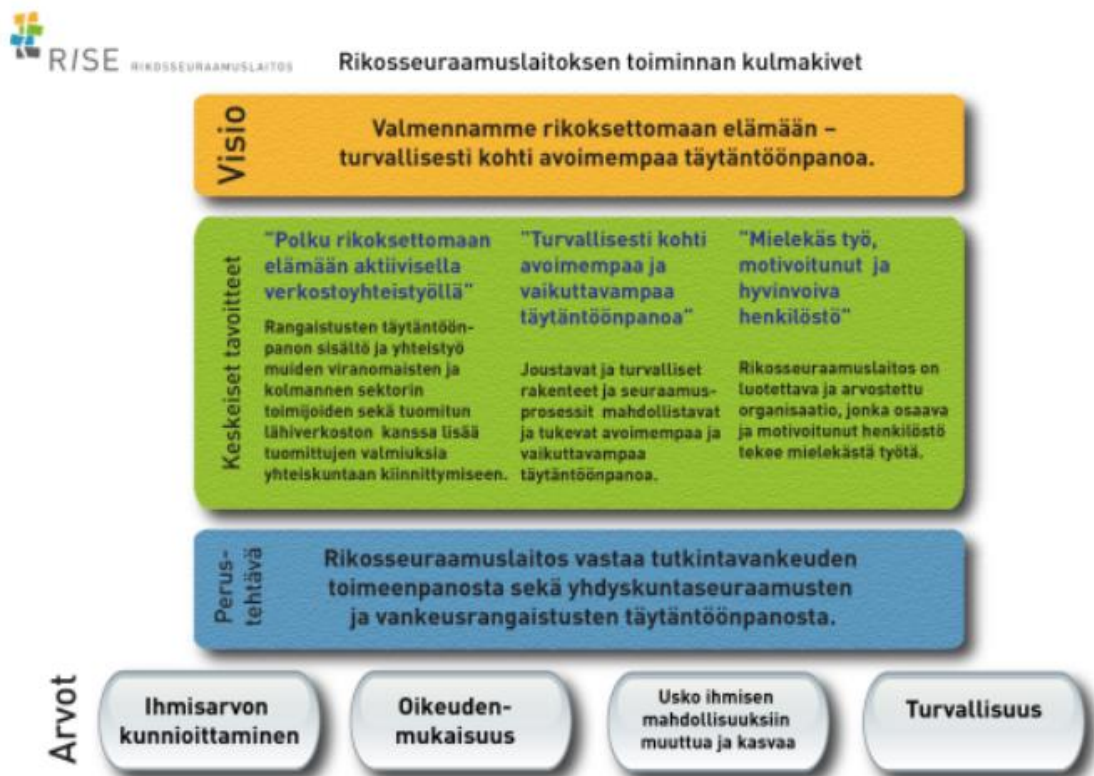 RISE RIKOSSEURAAMUSLAITOS
Rikosseuraamuslaitoksen toiminnan kulmakivet
Visio
Valmennamme rikoksettomaan elämään –
turvallisesti kohti avoimempaa täytäntöönpanoa.
Keskeiset tavoitteet
"Polku rikoksettomaan
elämään aktiivisella
verkostoyhteistyöllä"
Rangaistusten täytäntöön-
panon sisältö ja yhteistyö
muiden viranomaisten ja
kolmannen sektorin
toimijoiden sekä tuomitun
lähiverkoston kanssa lisää
tuomittujen valmiuksia
yhteiskuntaan kiinnittymiseen.
"Turvallisesti kohti
avoimempaa ja
vaikuttavampaa
täytäntöönpanoa"
Joustavat ja turvalliset
rakenteet ja seuraamus-
prosessit mahdollistavat
ja tukevat avoimempaa ja
vaikuttavampaa
täytäntöönpanoa.
"Mielekäs työ,
motivoitunut ja
hyvinvoiva
henkilöstö"
Rikosseuraamuslaitos on
luotettava ja arvostettu
organisaatio, jonka osaava
ja motivoitunut henkilöstö
tekee mielekästä työtä.
Perus-
tehtävä
Rikosseuraamuslaitos vastaa tutkintavankeuden
toimeenpanosta sekä yhdyskuntaseuraamusten
ja vankeusrangaistusten täytäntöönpanosta.
Arvot
Ihmisarvon
kunnioittaminen
Oikeuden-
mukaisuus
Usko ihmisen
mahdollisuuksiin
muuttua ja kasvaa
Turvallisuus